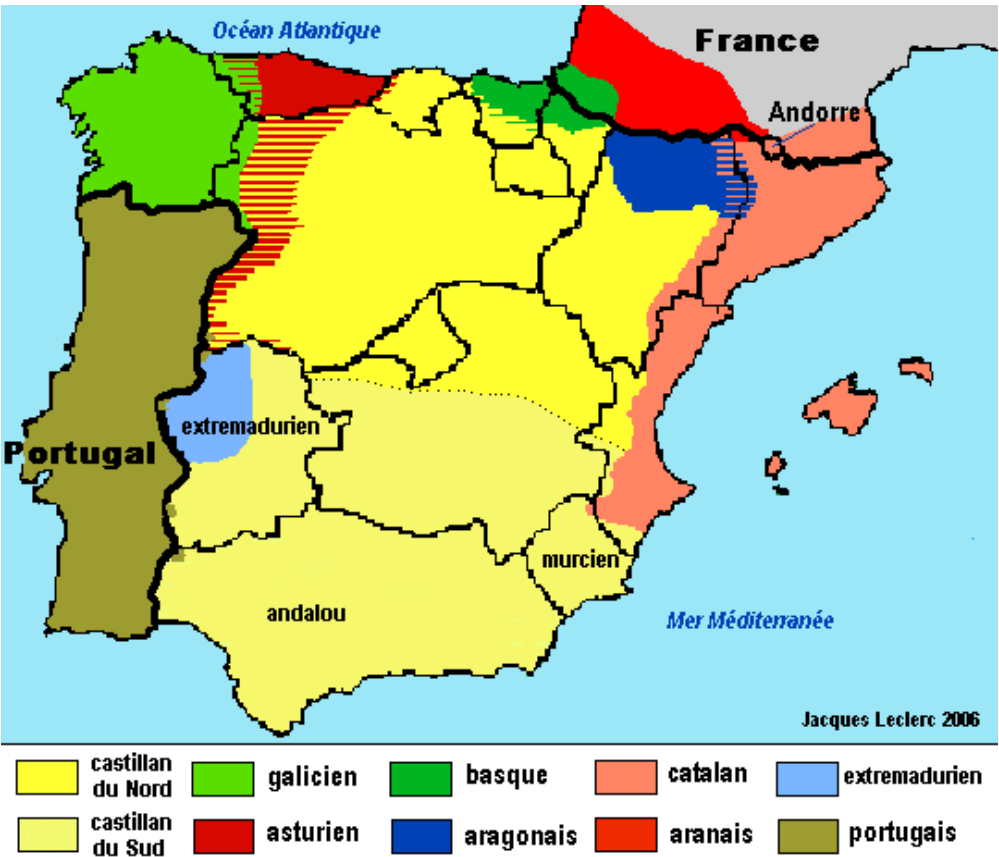 Océan Atlantique
France
Andorre
extremadurien
Portugal
murcien
andalou
Mer Méditerranée
Jacques Leclerc 2006
castillan
du Nord
galicien
basque
catalan
extremadurien
castillan
du Sud
asturien
aragonais
aranais
portugais